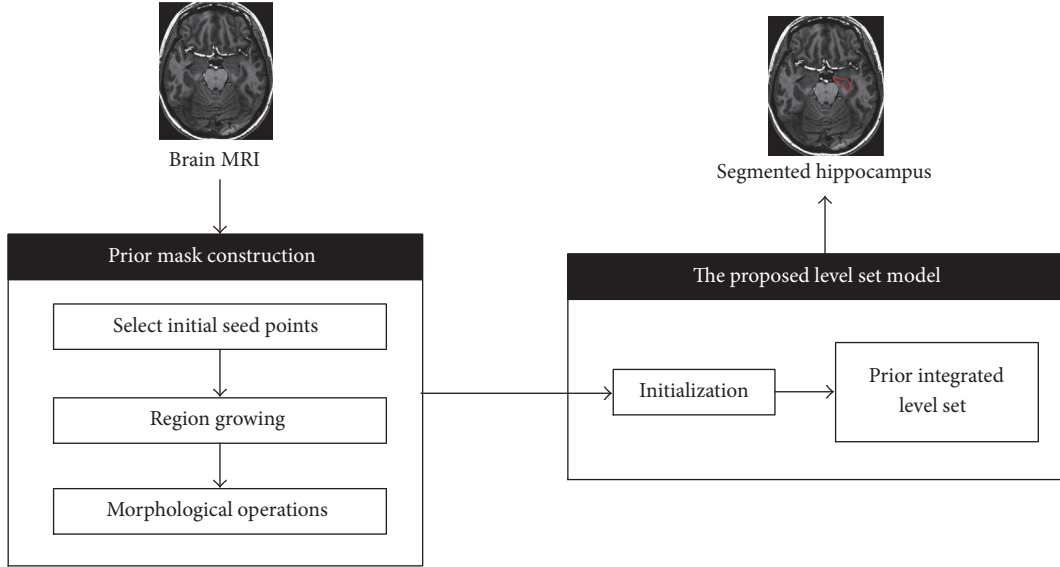 Brain MRI
Prior mask construction
Select initial seed points
Region growing
Morphological operations
Segmented hippocampus
The proposed level set model
Initialization
Prior integrated
level set